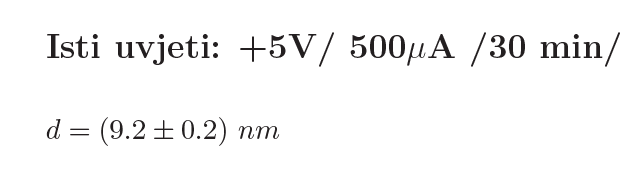 Isti uvjeti: +5V/ 500μA /30 min/
d = (9.2 ± 0.2) nm